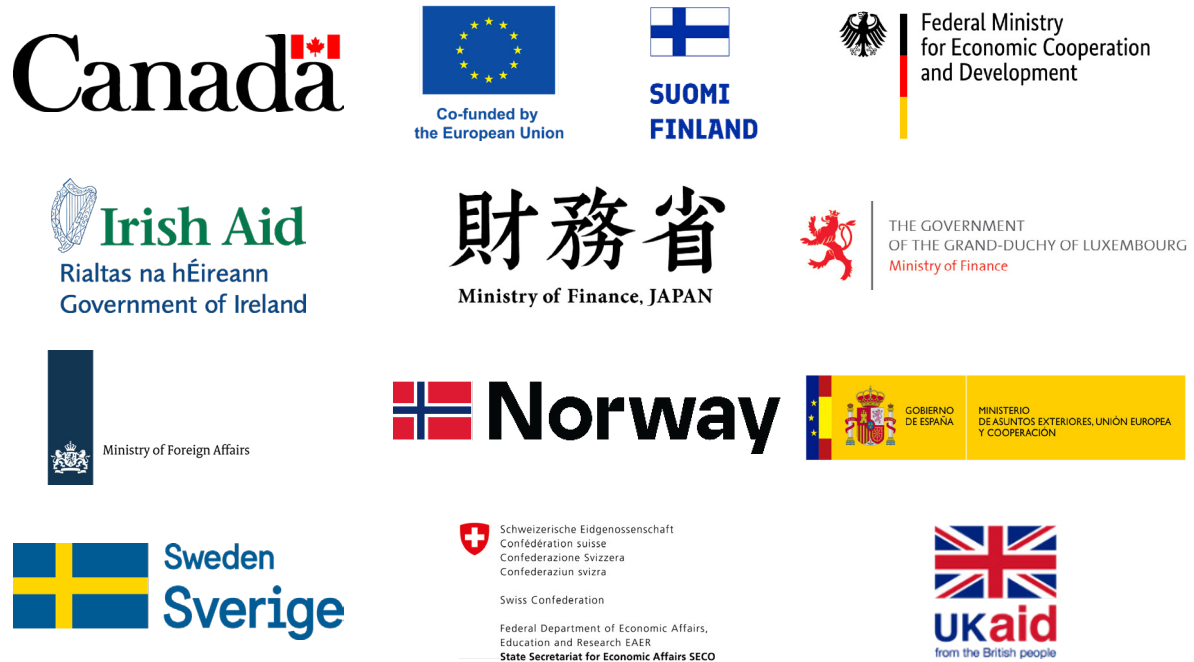 Canada
Co-funded by
the European Union
SUOMI
FINLAND
Federal Ministry
for Economic Cooperation
and Development
Irish Aid
Rialtas na hÉireann
Government of Ireland
財務省
Ministry of Finance, JAPAN
THE GOVERNMENT
OF THE GRAND-DUCHY OF LUXEMBOURG
Ministry of Finance
Ministry of Foreign Affairs
Norway
GOBIERNO
DE ESPAÑA
MINISTERIO
DE ASUNTOS EXTERIORES, UNIÓN EUROPEA
Y COOPERACIÓN
Sweden
Sverige
Schweizerische Eidgenossenschaft
Confédération suisse
Confederazione Svizzera
Confederaziun svizra
Swiss Confederation
Federal Department of Economic Affairs,
Education and Research EAER
State Secretariat for Economic Affairs SECO
UKaid
from the British people